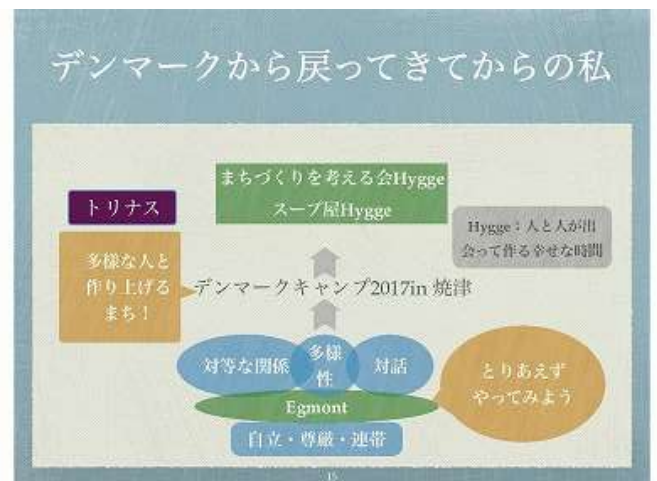 デンマークから戻ってきてからの私
まちづくりを考える会Hygge
スープ屋Hygge
トリナス
Hygge：人と人が出
会って作る幸せな時間
多様な人と
作り上げる
まち！
デンマークキャンプ2017in 焼津
対等な関係
多様
性
対話
とりあえず
やってみよう
Egmont
自立・尊厳・連帯
15